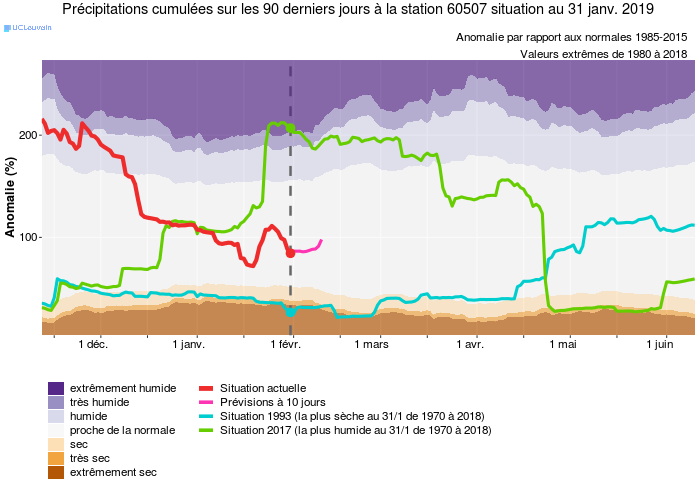 Précipitations cumulées sur les 90 derniers jours à la station 60507 situation au 31 janv. 2019
UCLouvain
Anomalie par rapport aux normales 1985-2015
Valeurs extrêmes de 1980 à 2018
Anomalie (%)
200
100
1 déc.
1 janv.
1 févr.
1 mars
1 avr.
1 mai
1 juin
extrêmement humide
très humide
humide
proche de la normale
sec
très sec
extrêmement sec
Situation actuelle
Prévisions à 10 jours
Situation 1993 (la plus sèche au 31/1 de 1970 à 2018)
Situation 2017 (la plus humide au 31/1 de 1970 à 2018)